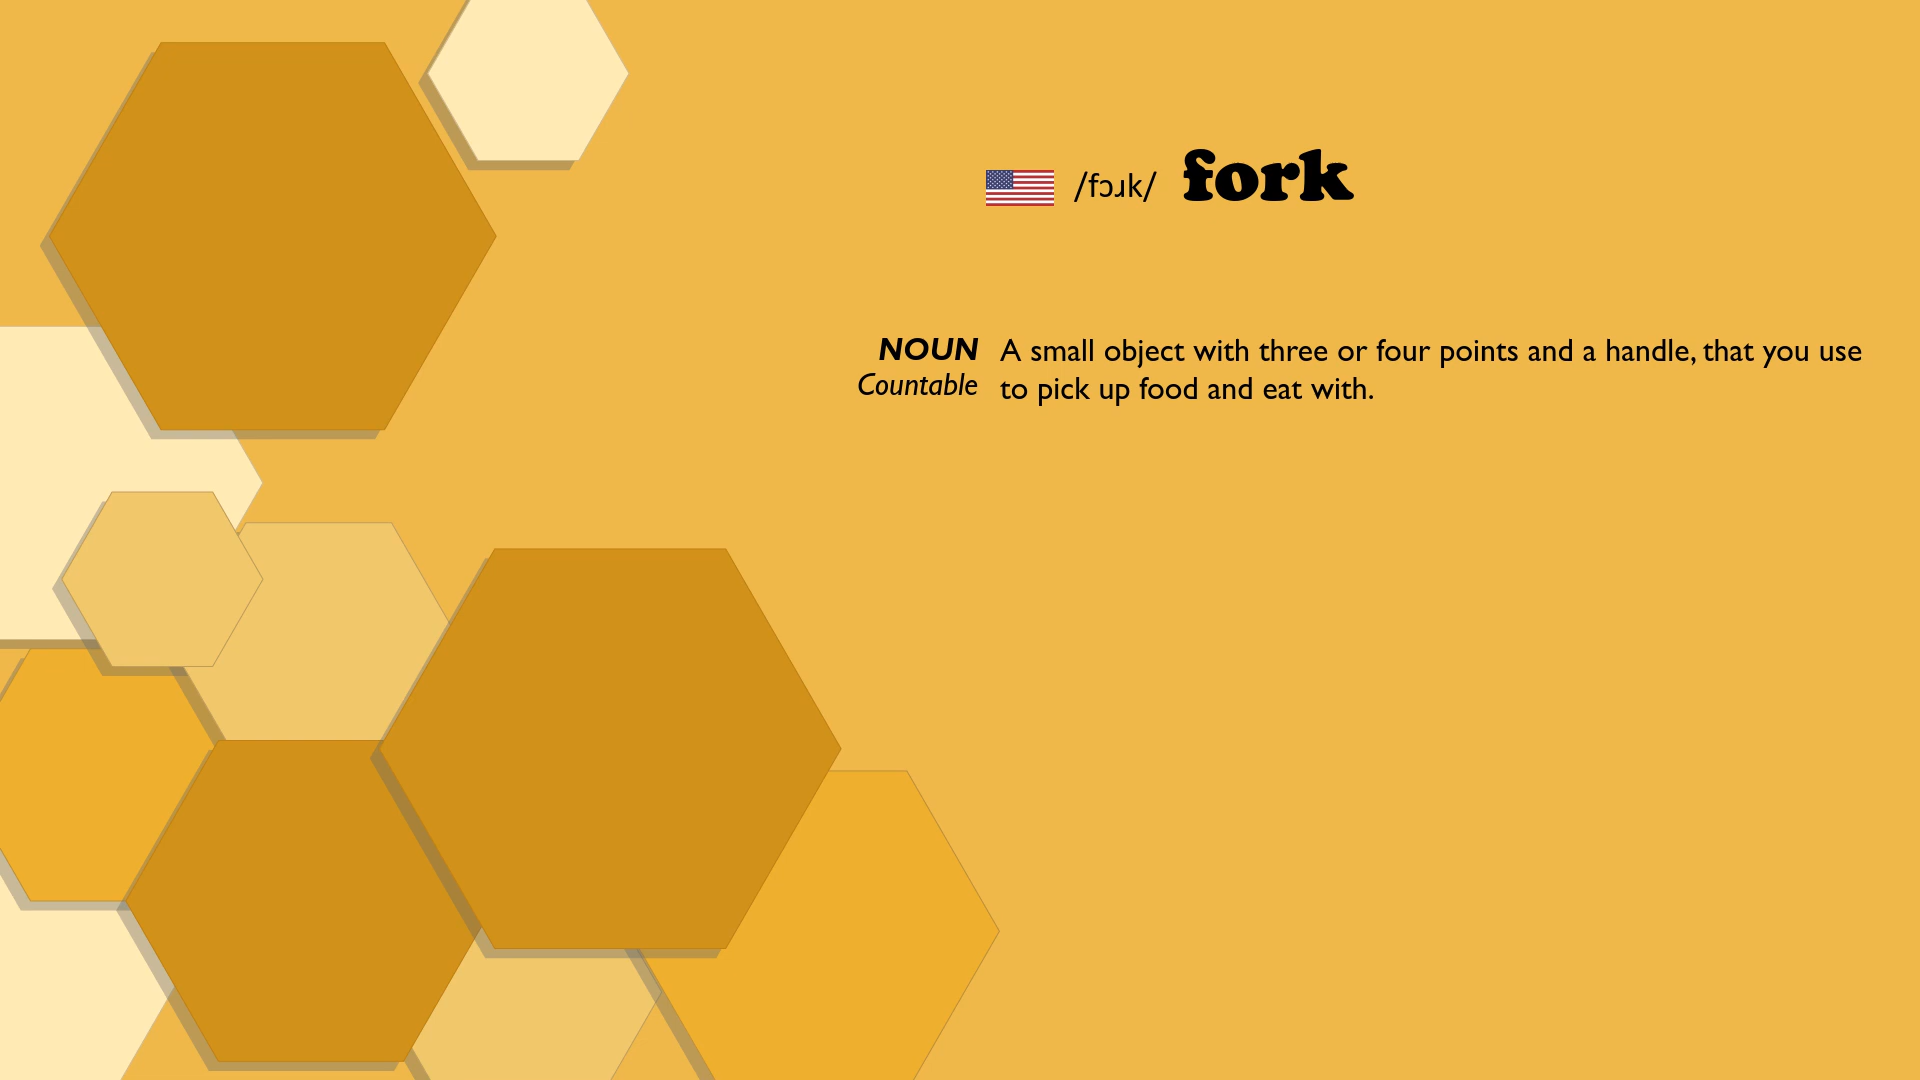 /fɔɹk/ fork
NOUN A small object with three or four points and a handle, that you use
Countable to pick up food and eat with.